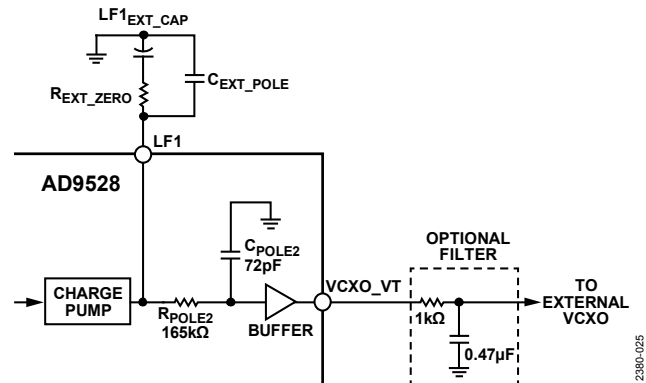 LF1EXT_CAP
REXT_ZERO
CEXT_POLE
LF1
AD9528
CPOLE2
72pF
CHARGE
PUMP
RPOLE2
165kΩ
BUFFER
VCXO_VT
OPTIONAL
FILTER
1kΩ
0.47µF
TO
EXTERNAL
VCXO
2380-025